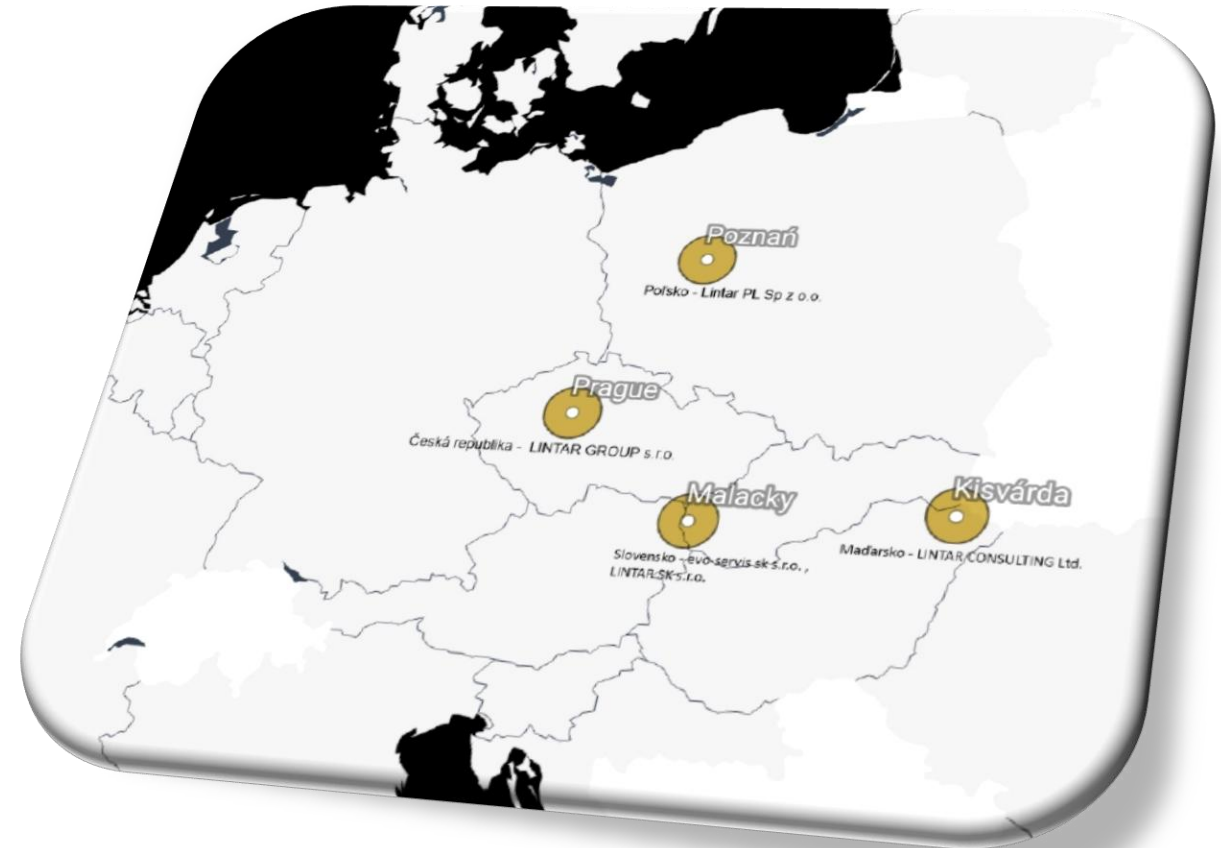 Poznań
Poľsko - Lintar PL Sp z o.o.
Prague
Česká republika - LINTAR GROUP s.r.o.
Malacky
Slovensko - evo-servis sk s.r.o. ,
LINTAR SK s.r.o.
Kisvárda
Maďarsko - LINTAR CONSULTING Ltd.